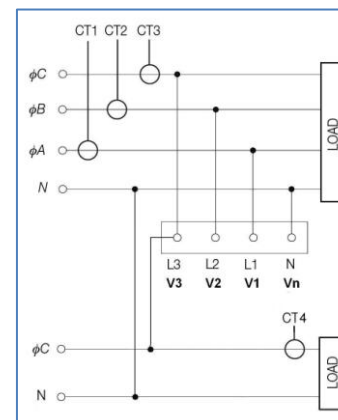 CT1 CT2 CT3
ϕC
ϕB
ϕA
N
LOAD
L3 L2 L1 N
V3 V2 V1 Vn
CT4
ϕC
N
LOAD